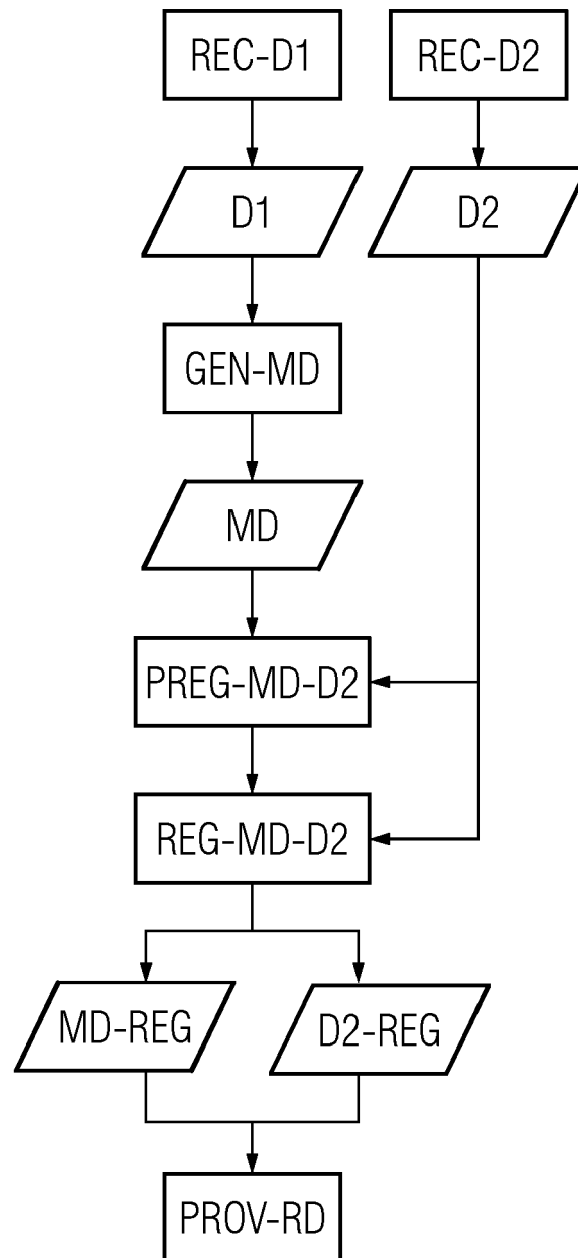 REC-D1
REC-D2
D1
D2
GEN-MD
MD
PREG-MD-D2
REG-MD-D2
MD-REG
D2-REG
PROV-RD